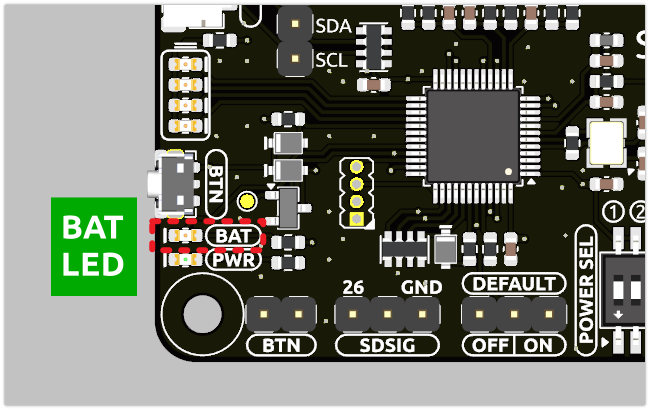 SDA
SCL
S
BTN
BAT
LED
BAT
PWR
① ②
POWER SEL
26 GND
DEFAULT
BTN
SDSIG
OFF ON